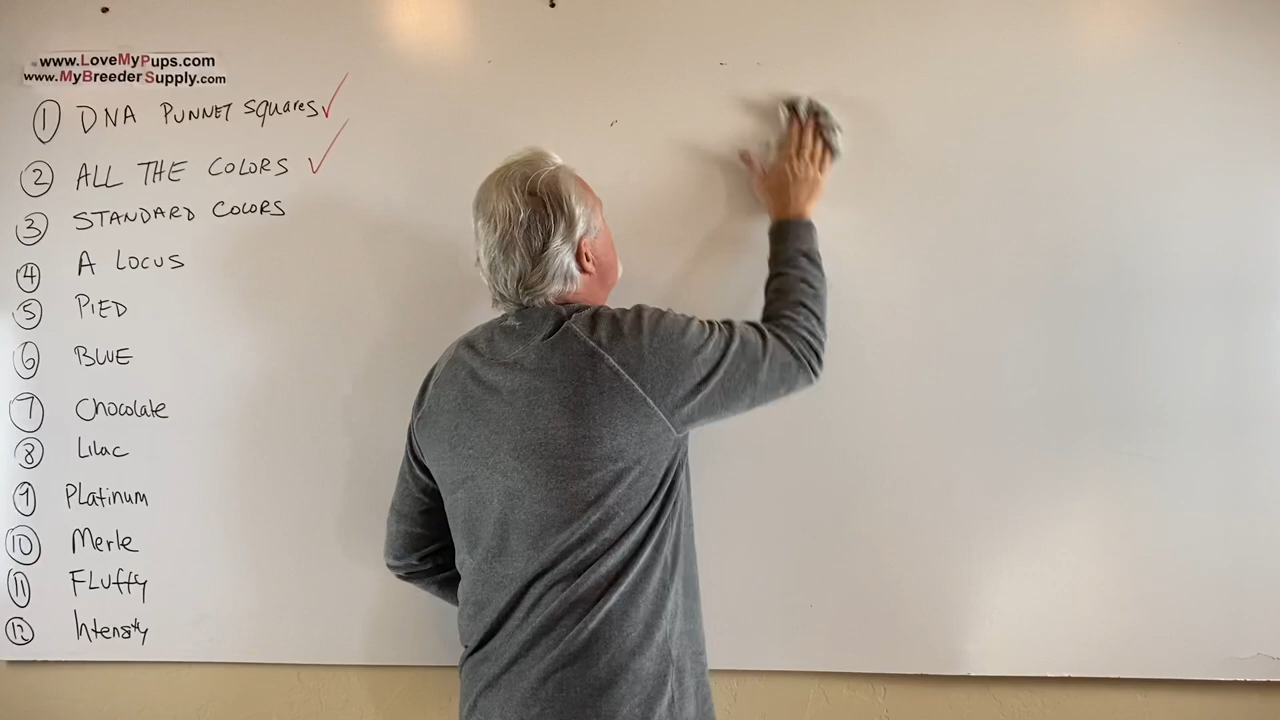 www.LoveMyPups.com
www.MyBreederSupply.com
1 DNA PUNNET Squares ✓
2 ALL THE COLORS ✓
3 STANDARD COLORS
4 A LOCUS
5 PiED
6 BLUE
7 Chocolate
8 Lilac
9 Platinum
10 Merle
11 FLuffy
12 Intensity